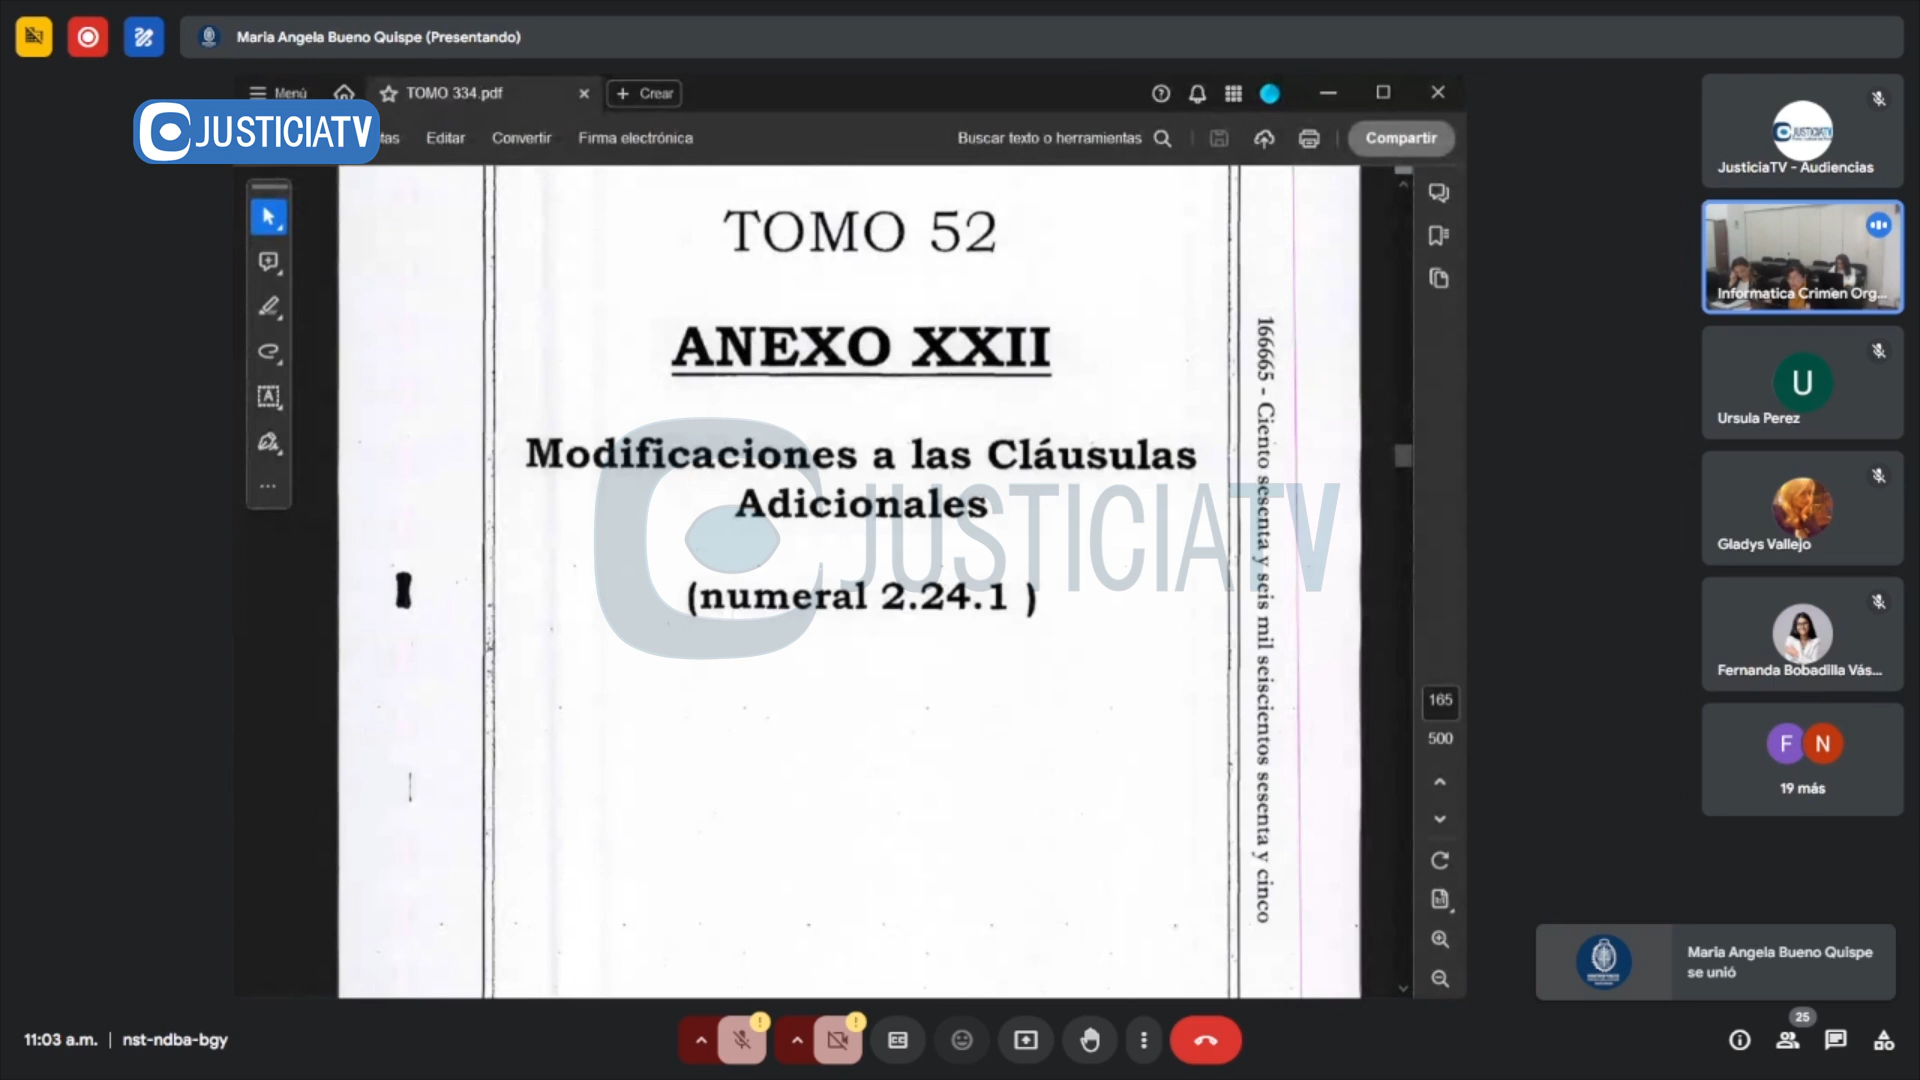 Maria Angela Bueno Quispe (Presentando)
Menú
TOMO 334.pdf
Crear
JUSTICIATV
tas
Editar
Convertir
Firma electrónica
Buscar texto o herramientas
Compartir
TOMO 52
ANEXO XXII
Modificaciones a las Cláusulas
Adicionales
(numeral 2.24.1 )
JUSTICIATV
16665 - Ciento sesenta y seis mil seiscientos sesenta y cinco
165
500
JUSTICIATV
JusticiaTV - Audiencias
Informatica Crimen Org...
U
Ursula Perez
Gladys Vallejo
Fernanda Bobadilla Vás...
F
N
19 más
Maria Angela Bueno Quispe
se unió
11:03 a.m. | nst-ndba-bgy
25